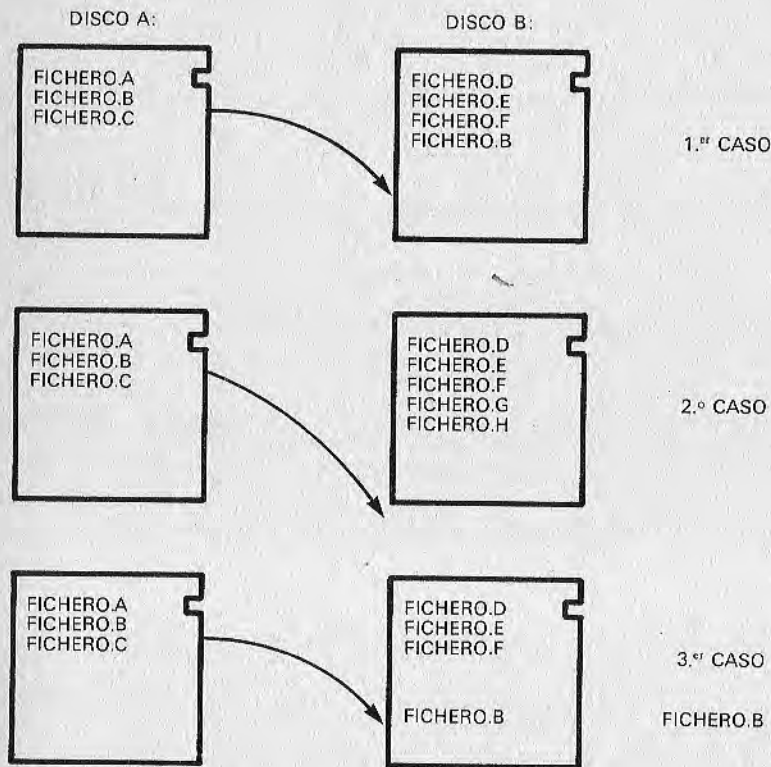 DISCO A:
DISCO B:
FICHERO.A
FICHERO.B
FICHERO.C
FICHERO.D
FICHERO.E
FICHERO.F
FICHERO.B
1.er CASO
FICHERO.A
FICHERO.B
FICHERO.C
FICHERO.D
FICHERO.E
FICHERO.F
FICHERO.G
FICHERO.H
2.º CASO
FICHERO.A
FICHERO.B
FICHERO.C
FICHERO.D
FICHERO.E
FICHERO.F
FICHERO.B
3.er CASO
FICHERO.B